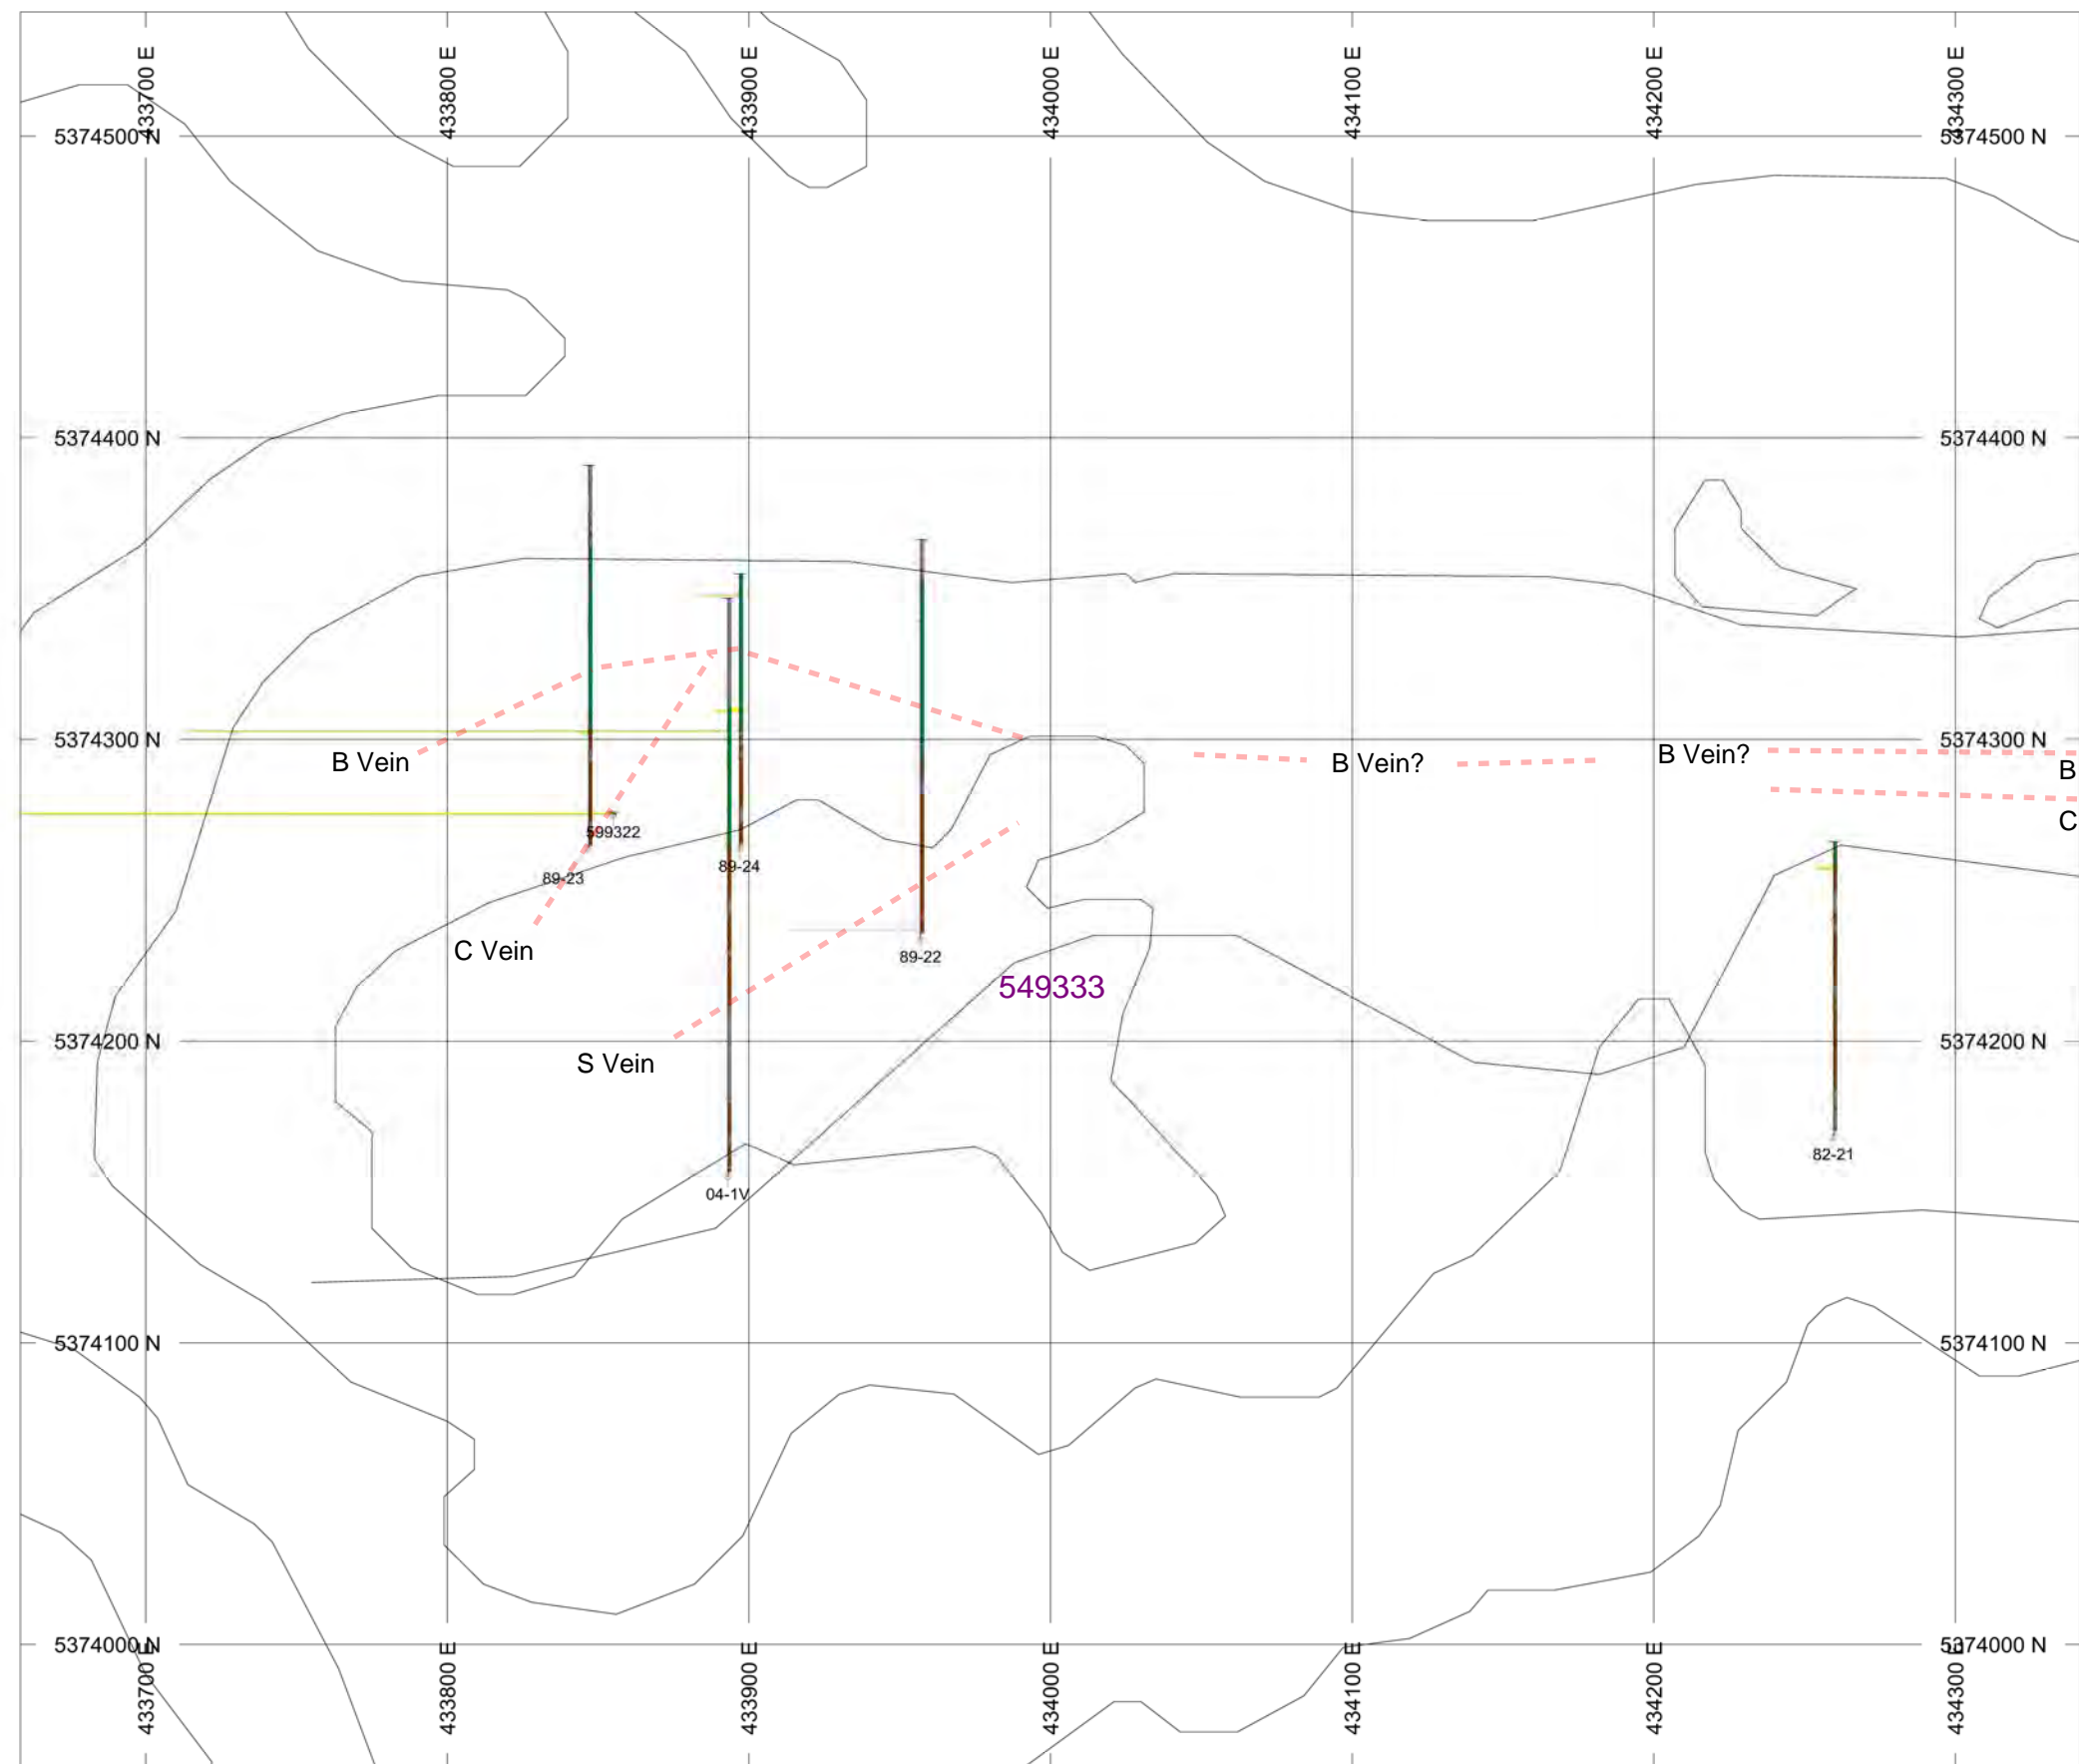 433700 E
433800 E
433900 E
434000 E
434100 E
434200 E
434300 E
5374500 N
5374500 N
5374400 N
5374400 N
5374300 N
5374300 N
B Vein
B Vein?
B Vein?
B
C
599322
89-24
89-23
C Vein
89-22
549333
5374200 N
5374200 N
S Vein
82-21
04-1V
5374100 N
5374100 N
5374000 N
5374000 N
433700 E
433800 E
433900 E
434000 E
434100 E
434200 E
434300 E